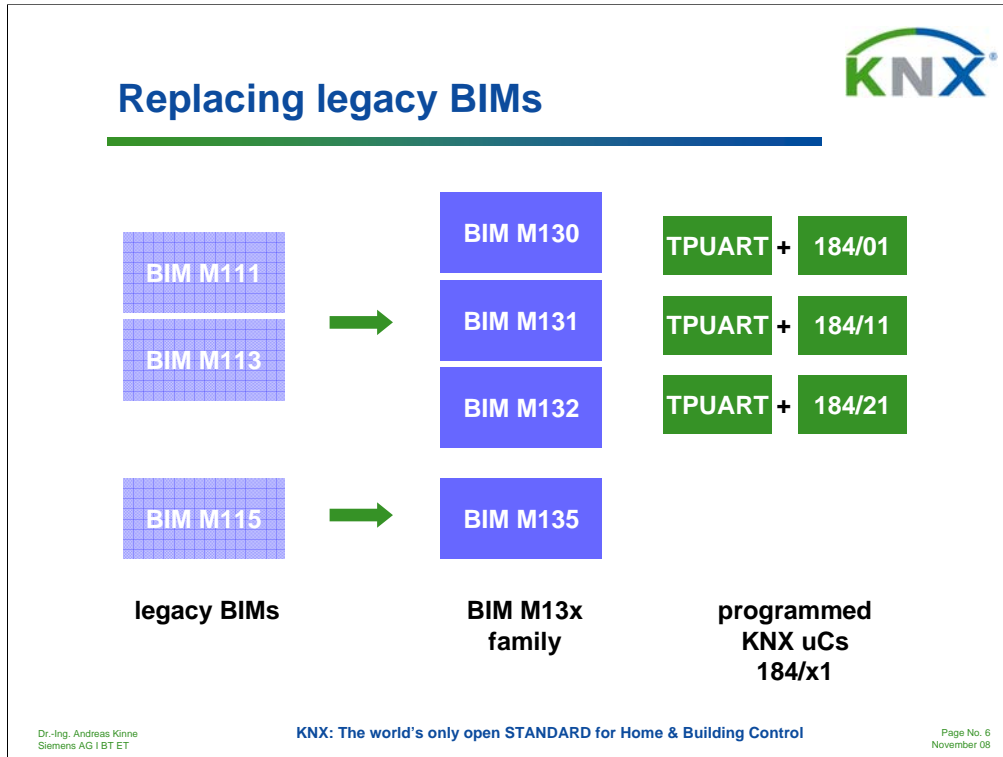 KNX®
Replacing legacy BIMs
BIM M111
BIM M113
BIM M115
BIM M130
BIM M131
BIM M132
BIM M135
TPUART + 184/01
TPUART + 184/11
TPUART + 184/21
legacy BIMs
BIM M13x
family
programmed
KNX uCs
184/x1
Dr.-Ing. Andreas Kinne
Siemens AG I BT ET
KNX: The world's only open STANDARD for Home & Building Control
Page No. 6
November 08